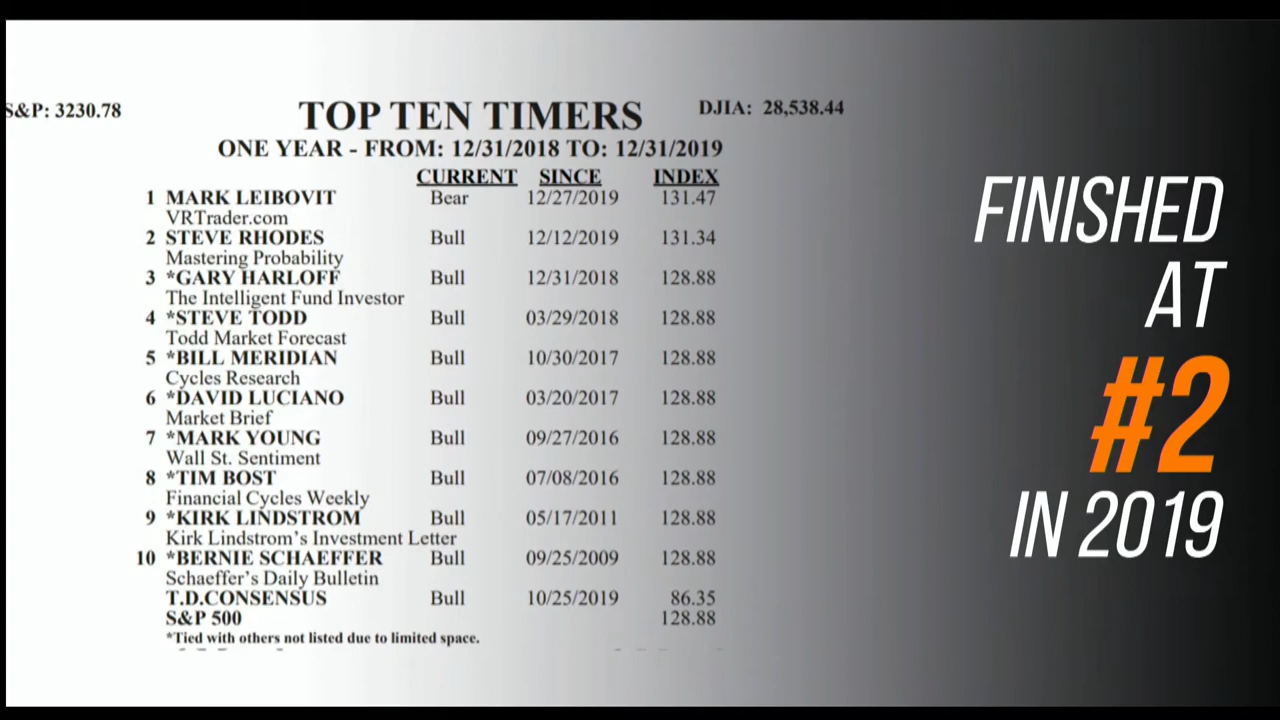 S&P: 3230.78
TOP TEN TIMERS
DJIA: 28,538.44
ONE YEAR - FROM: 12/31/2018 TO: 12/31/2019
CURRENT SINCE INDEX
1 MARK LEIBOVIT Bear 12/27/2019 131.47
VRTrader.com
2 STEVE RHODES Bull 12/12/2019 131.34
Mastering Probability
3 *GARY HARLOFF Bull 12/31/2018 128.88
The Intelligent Fund Investor
4 *STEVE TODD Bull 03/29/2018 128.88
Todd Market Forecast
5 *BILL MERIDIAN Bull 10/30/2017 128.88
Cycles Research
6 *DAVID LUCIANO Bull 03/20/2017 128.88
Market Brief
7 *MARK YOUNG Bull 09/27/2016 128.88
Wall St. Sentiment
8 *TIM BOST Bull 07/08/2016 128.88
Financial Cycles Weekly
9 *KIRK LINDSTROM Bull 05/17/2011 128.88
Kirk Lindstrom's Investment Letter
10 *BERNIE SCHAEFFER Bull 09/25/2009 128.88
Schaeffer's Daily Bulletin
T.D.CONSENSUS Bull 10/25/2019 86.35
S&P 500 128.88
*Tied with others not listed due to limited space.
FINISHED
AT
#2
IN 2019